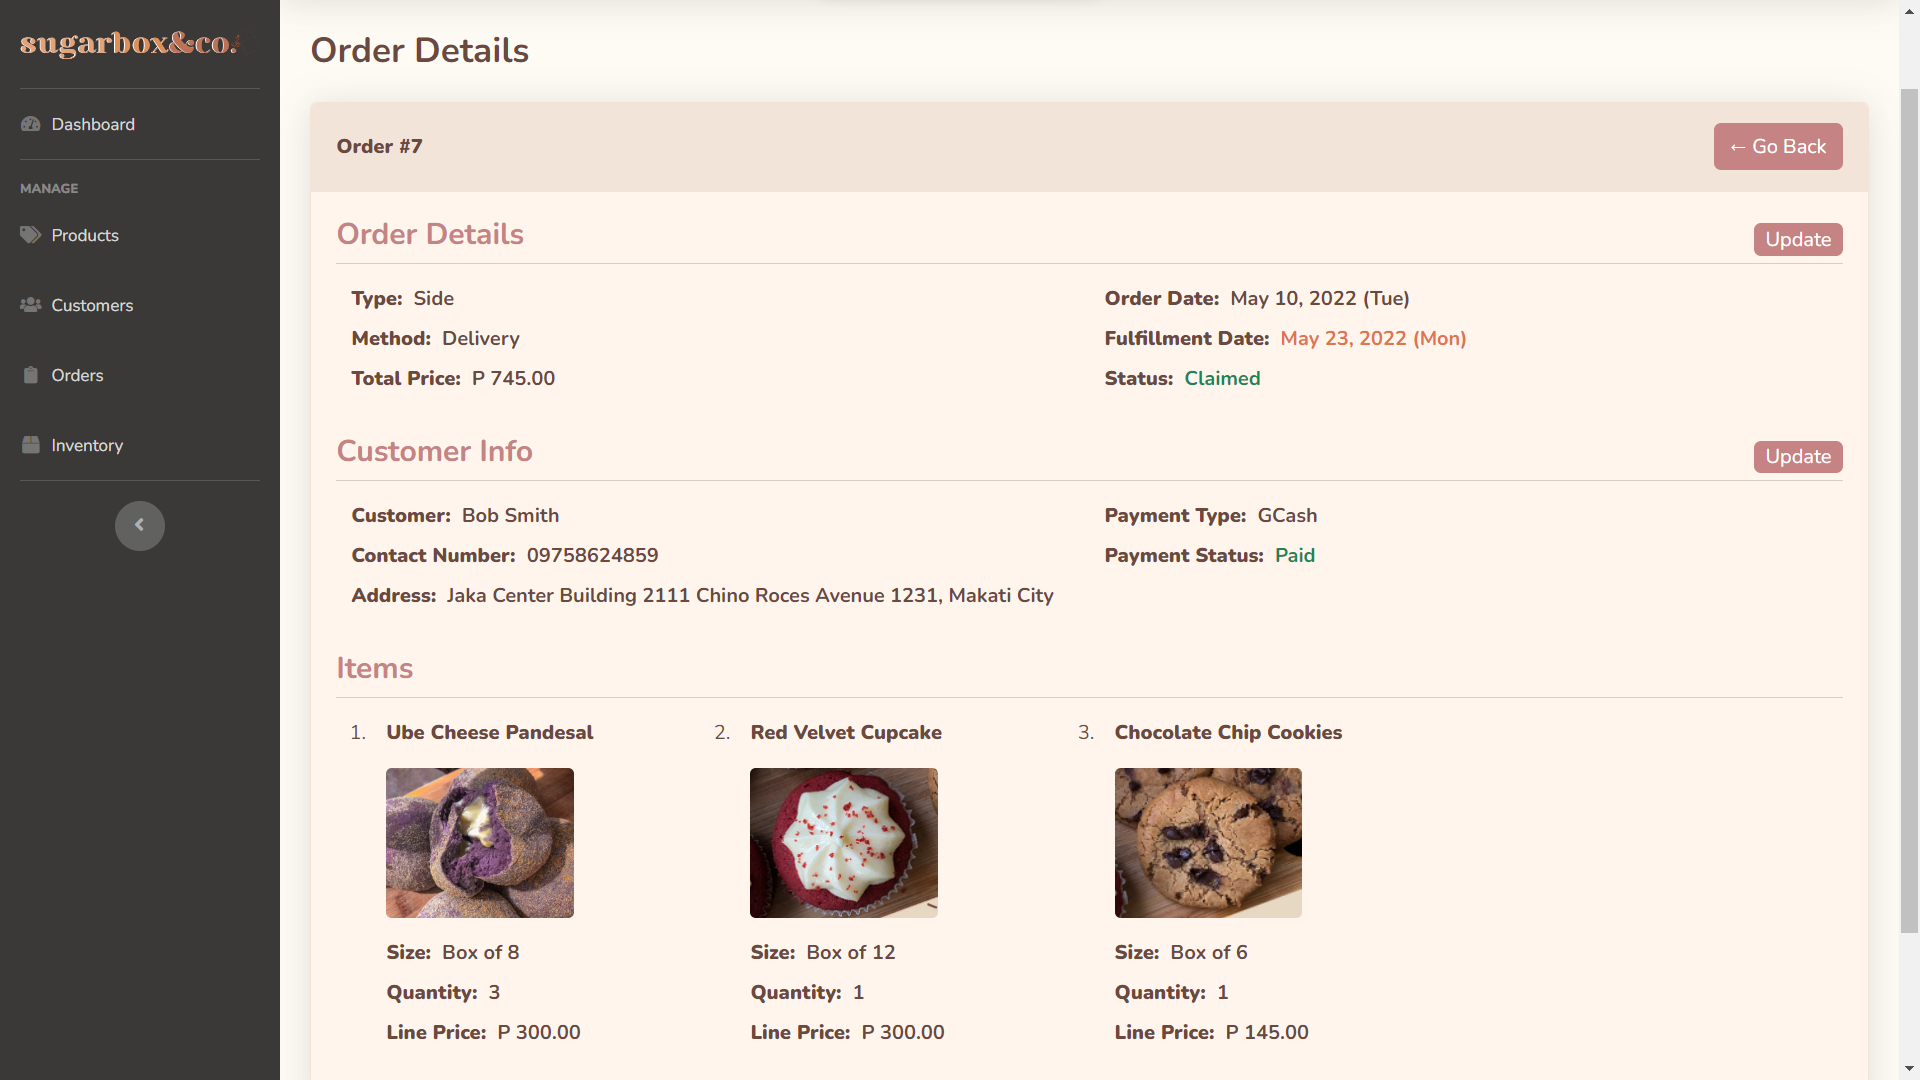 sugarbox&co.
Dashboard
MANAGE
Products
Customers
Orders
Inventory
Order Details
Order #7
← Go Back
Order Details
Update
Type: Side
Order Date: May 10, 2022 (Tue)
Method: Delivery
Fulfillment Date: May 23, 2022 (Mon)
Total Price: P 745.00
Status: Claimed
Customer Info
Update
Customer: Bob Smith
Payment Type: GCash
Contact Number: 09758624859
Payment Status: Paid
Address: Jaka Center Building 2111 Chino Roces Avenue 1231, Makati City
Items
1. Ube Cheese Pandesal
2. Red Velvet Cupcake
3. Chocolate Chip Cookies
Size: Box of 8
Size: Box of 12
Size: Box of 6
Quantity: 3
Quantity: 1
Quantity: 1
Line Price: P 300.00
Line Price: P 300.00
Line Price: P 145.00